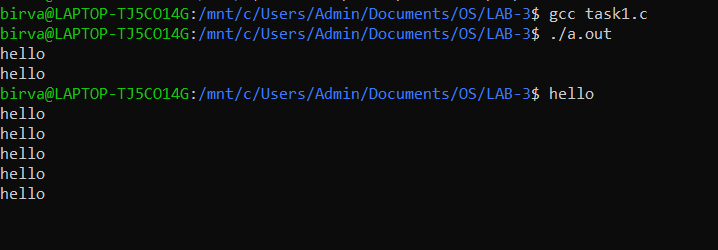 birva@LAPTOP-TJ5CO14G:/mnt/c/Users/Admin/Documents/OS/LAB-3$ gcc task1.c
birva@LAPTOP-TJ5CO14G:/mnt/c/Users/Admin/Documents/OS/LAB-3$ ./a.out
hello
hello
birva@LAPTOP-TJ5CO14G:/mnt/c/Users/Admin/Documents/OS/LAB-3$ hello
hello
hello
hello
hello
hello